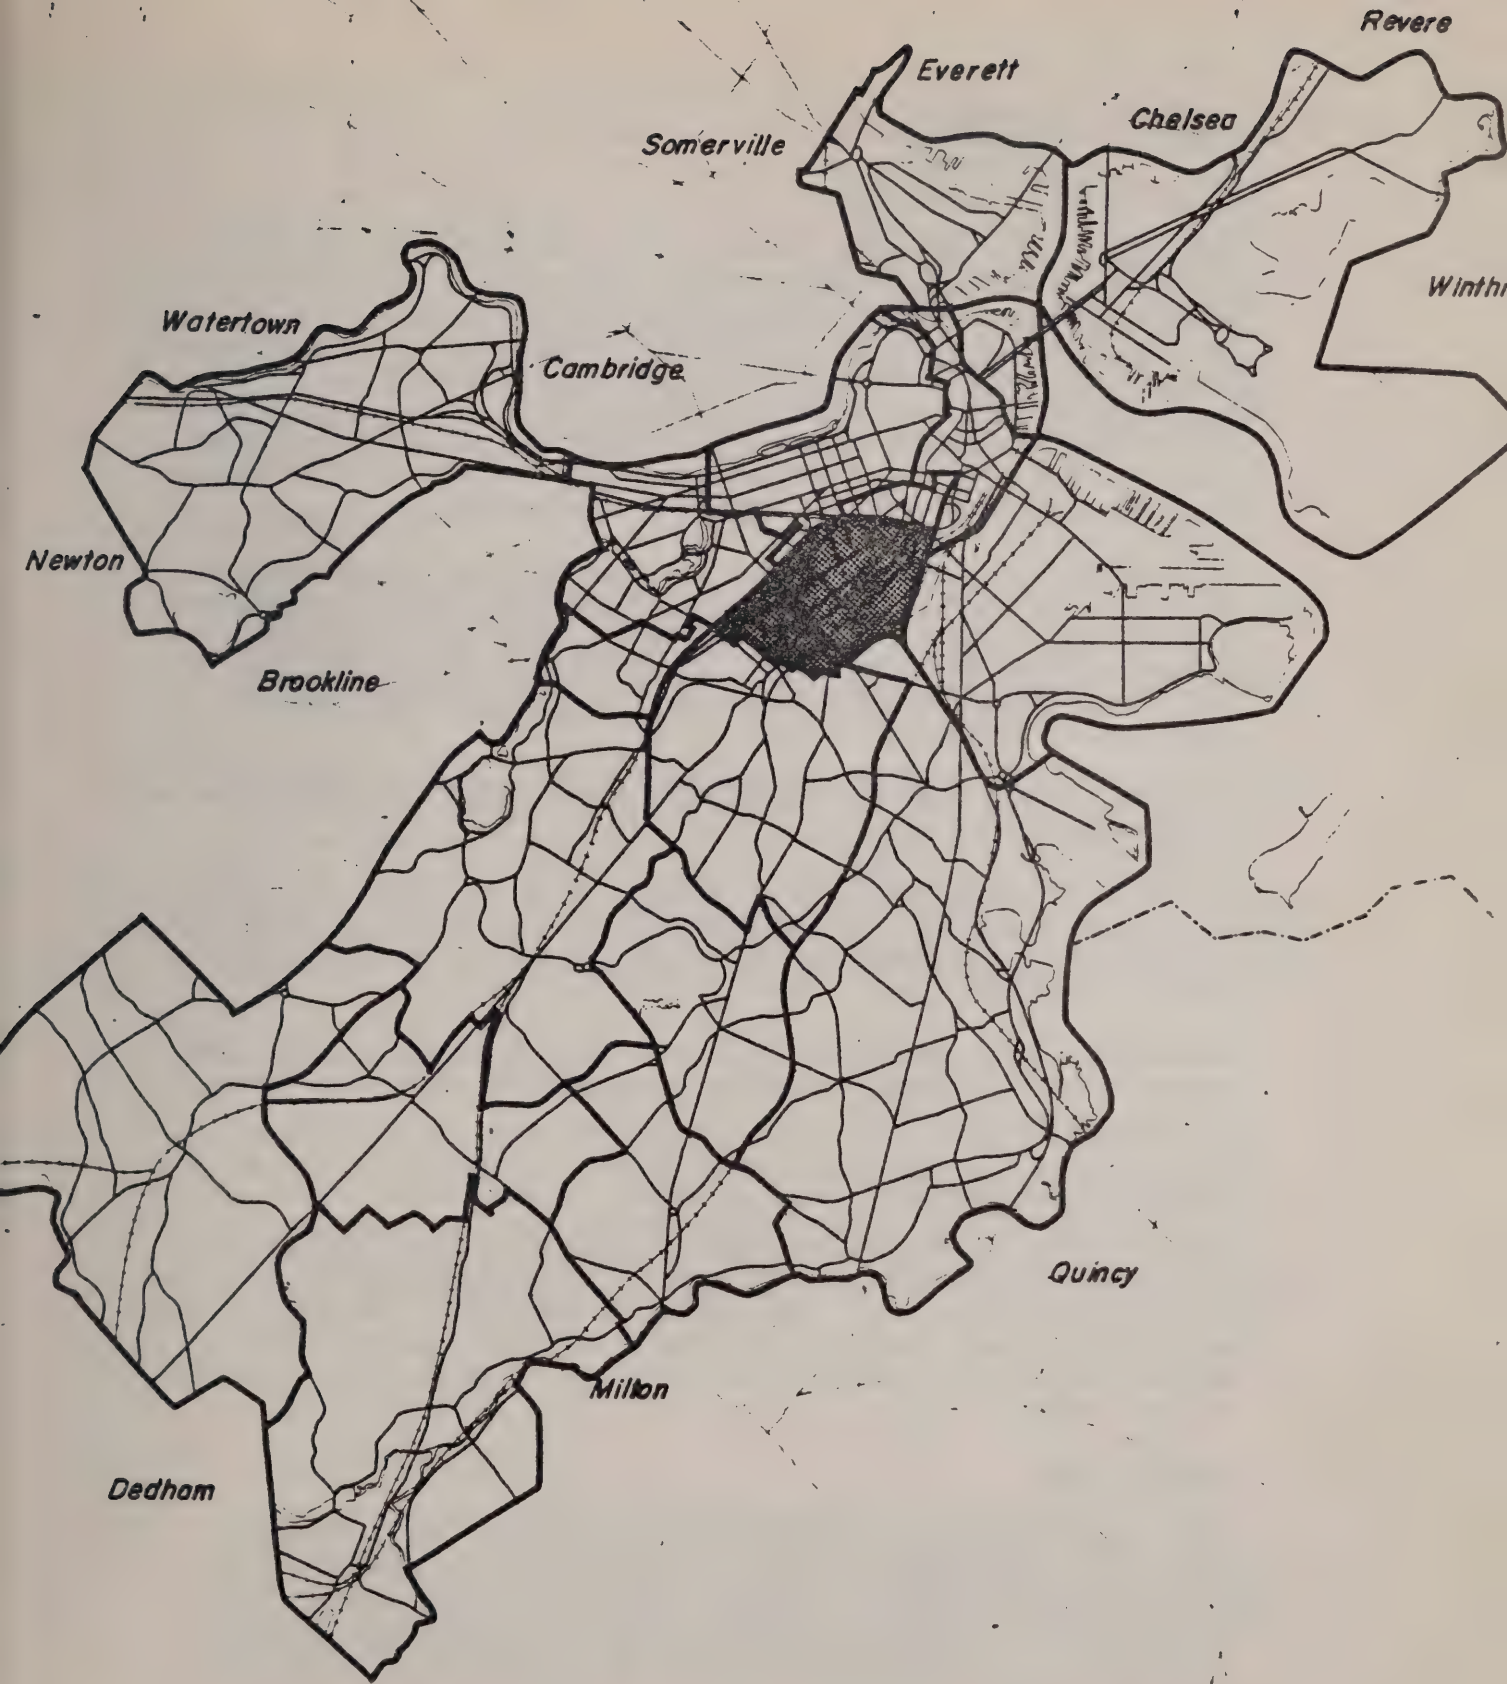 Revere
Everett
Chelsea
Somerville
Winthr
Watertown
Cambridge
Newton
Brookline
Quincy
Milton
Dedham